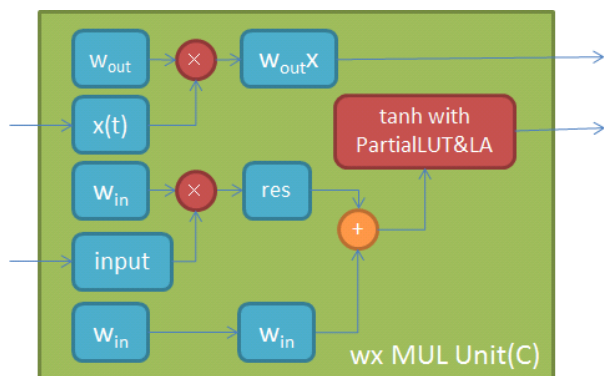 w_out
×
w_outx
x(t)
tanh with
PartialLUT&LA
w_in
×
res
+
input
w_in
w_in
wx MUL Unit(C)